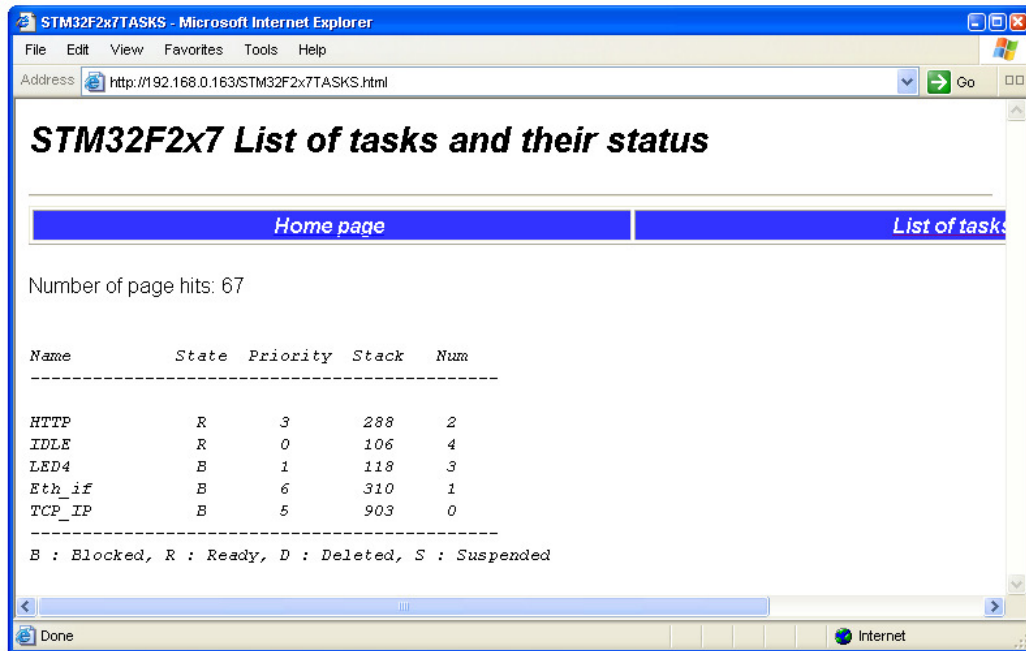 STM32F2x7TASKS - Microsoft Internet Explorer
File Edit View Favorites Tools Help
Address http://192.168.0.163/STM32F2x7TASKS.html Go
STM32F2x7 List of tasks and their status
Home page List of tasks
Number of page hits: 67
Name State Priority Stack Num
-----------------------------------------------
HTTP R 3 288 2
IDLE R 0 106 4
LED4 B 1 118 3
Eth_if B 6 310 1
TCP_IP B 5 903 0
-----------------------------------------------
B : Blocked, R : Ready, D : Deleted, S : Suspended
Done Internet